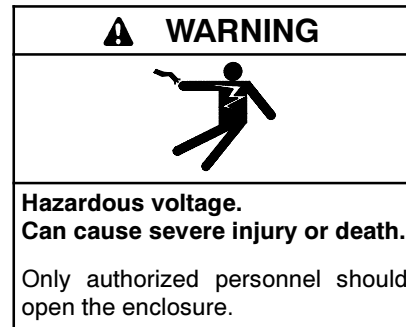 WARNING
Hazardous voltage.
Can cause severe injury or death.
Only authorized personnel should
open the enclosure.